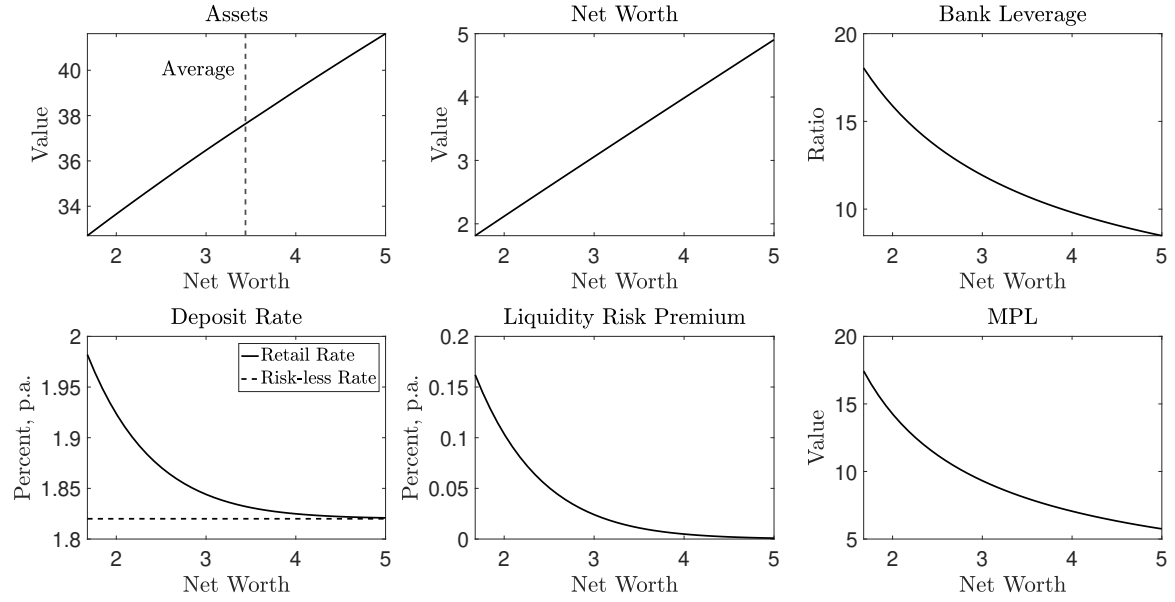 Assets
Average
Value
40
38
36
34
2
3
4
5
Net Worth
Net Worth
Value
5
4
3
2
2
3
4
5
Net Worth
Bank Leverage
Ratio
20
15
10
2
3
4
5
Net Worth
Deposit Rate
Retail Rate
Risk-less Rate
Percent, p.a.
2
1.95
1.9
1.85
1.8
2
3
4
5
Net Worth
Liquidity Risk Premium
Percent, p.a.
0.2
0.15
0.1
0.05
0
2
3
4
5
Net Worth
MPL
Value
20
15
10
5
2
3
4
5
Net Worth